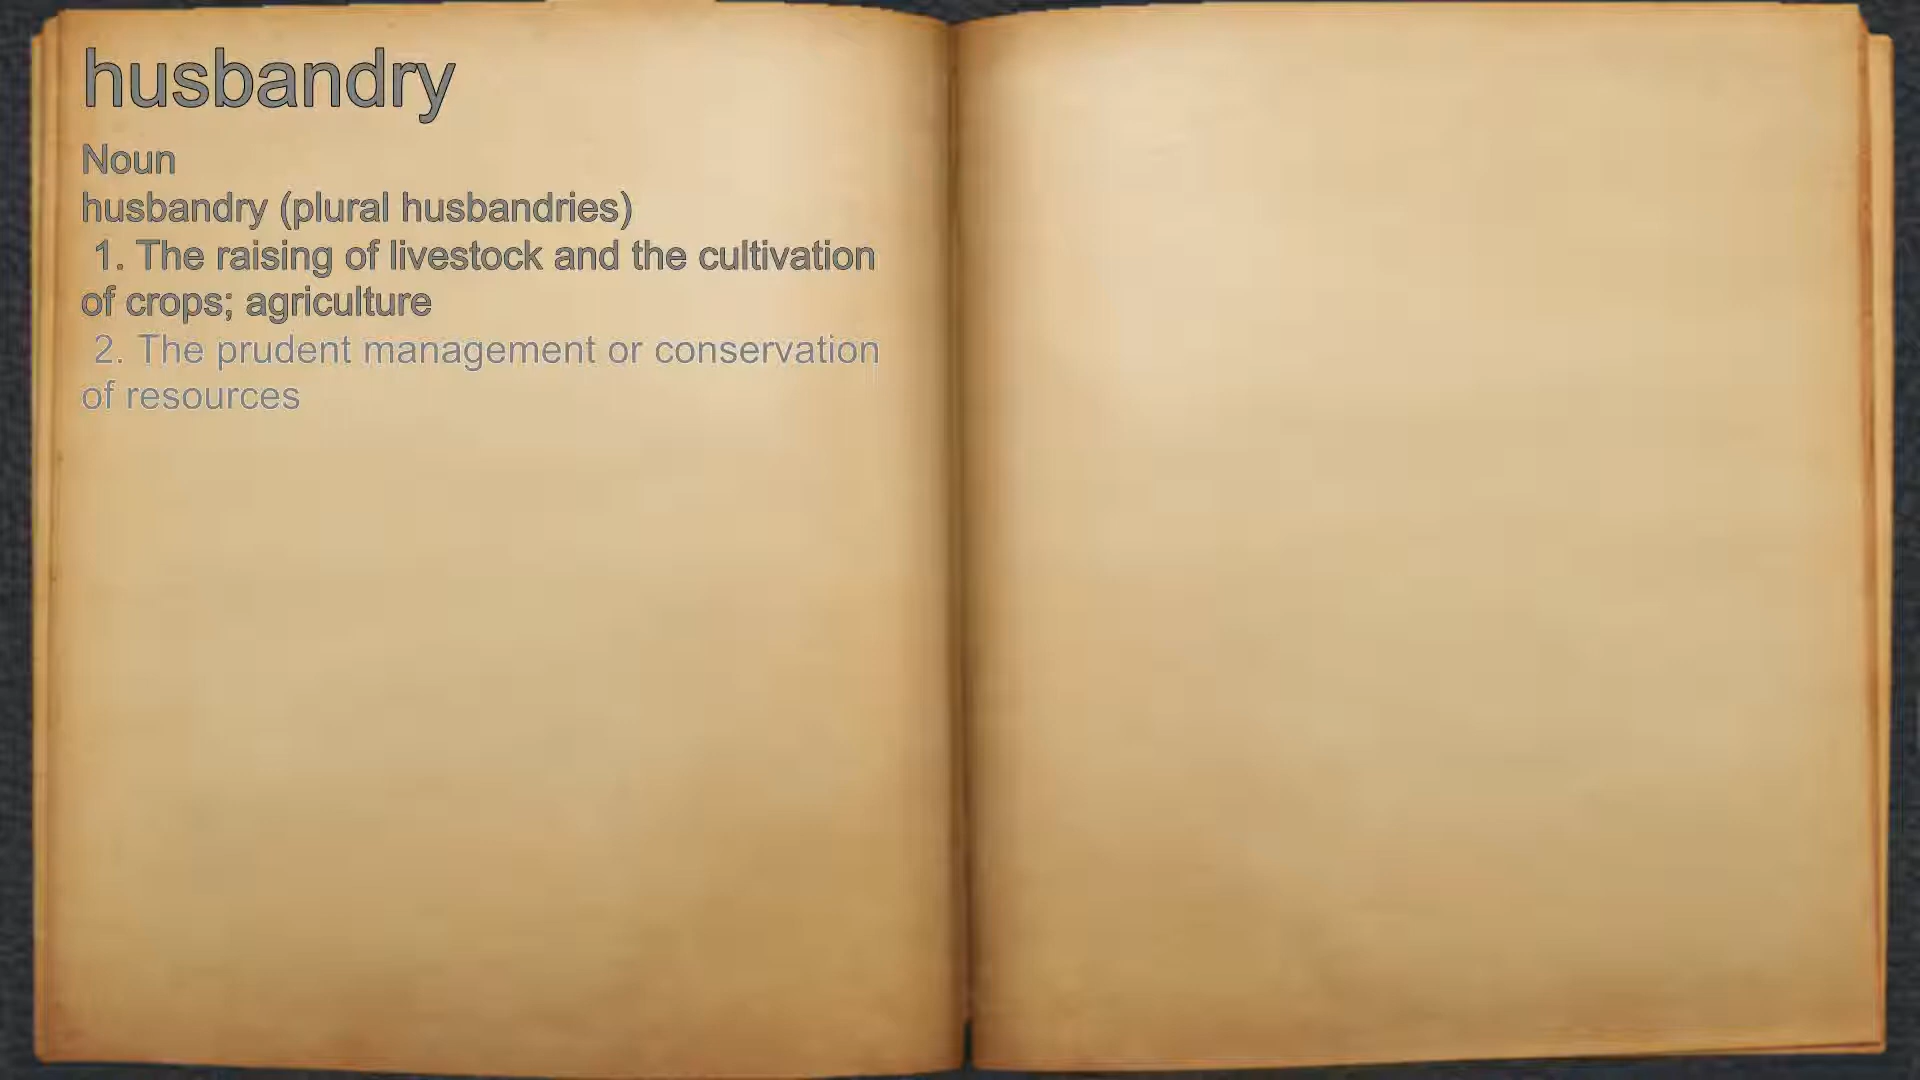 husbandry
Noun
husbandry (plural husbandries)
1. The raising of livestock and the cultivation
of crops; agriculture
2. The prudent management or conservation
of resources